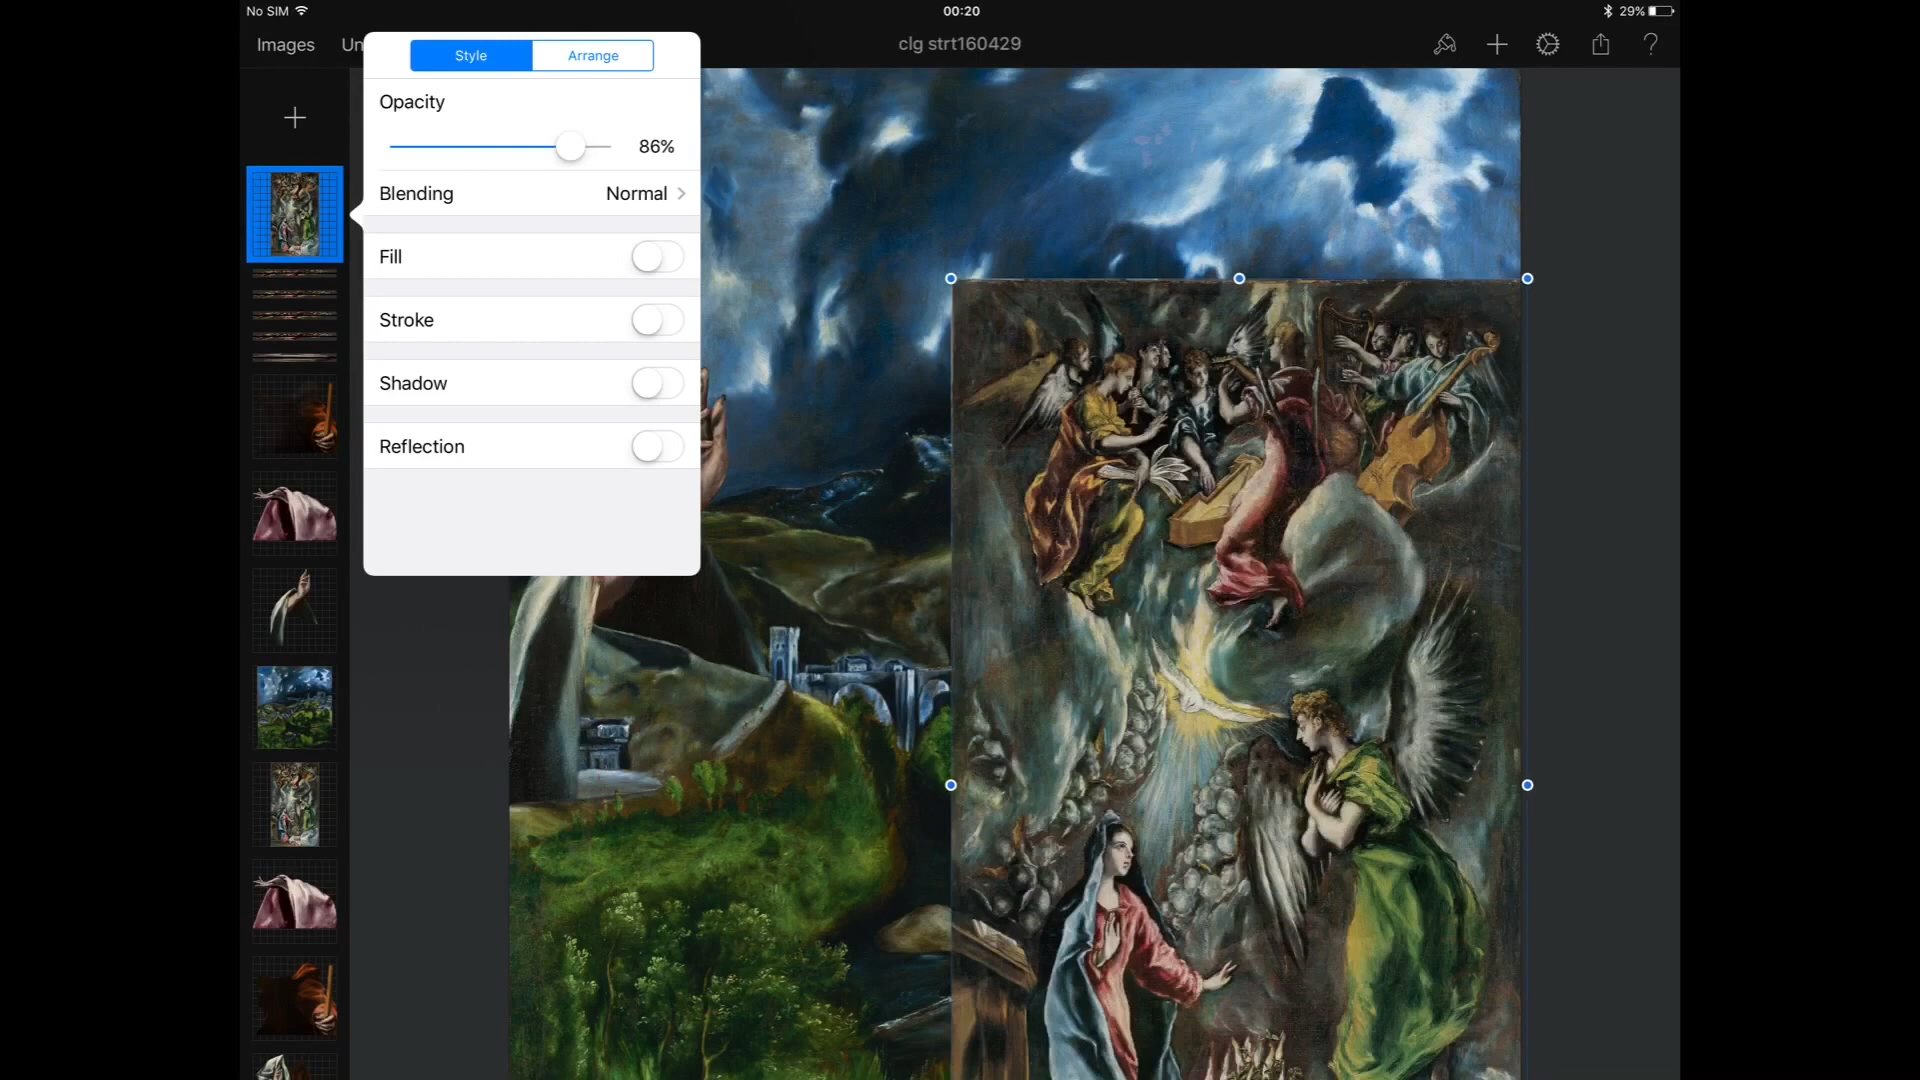 No SIM 00:20 29%
Images Un clg strt160429 ?
Style Arrange
Opacity
86%
Blending Normal
Fill
Stroke
Shadow
Reflection